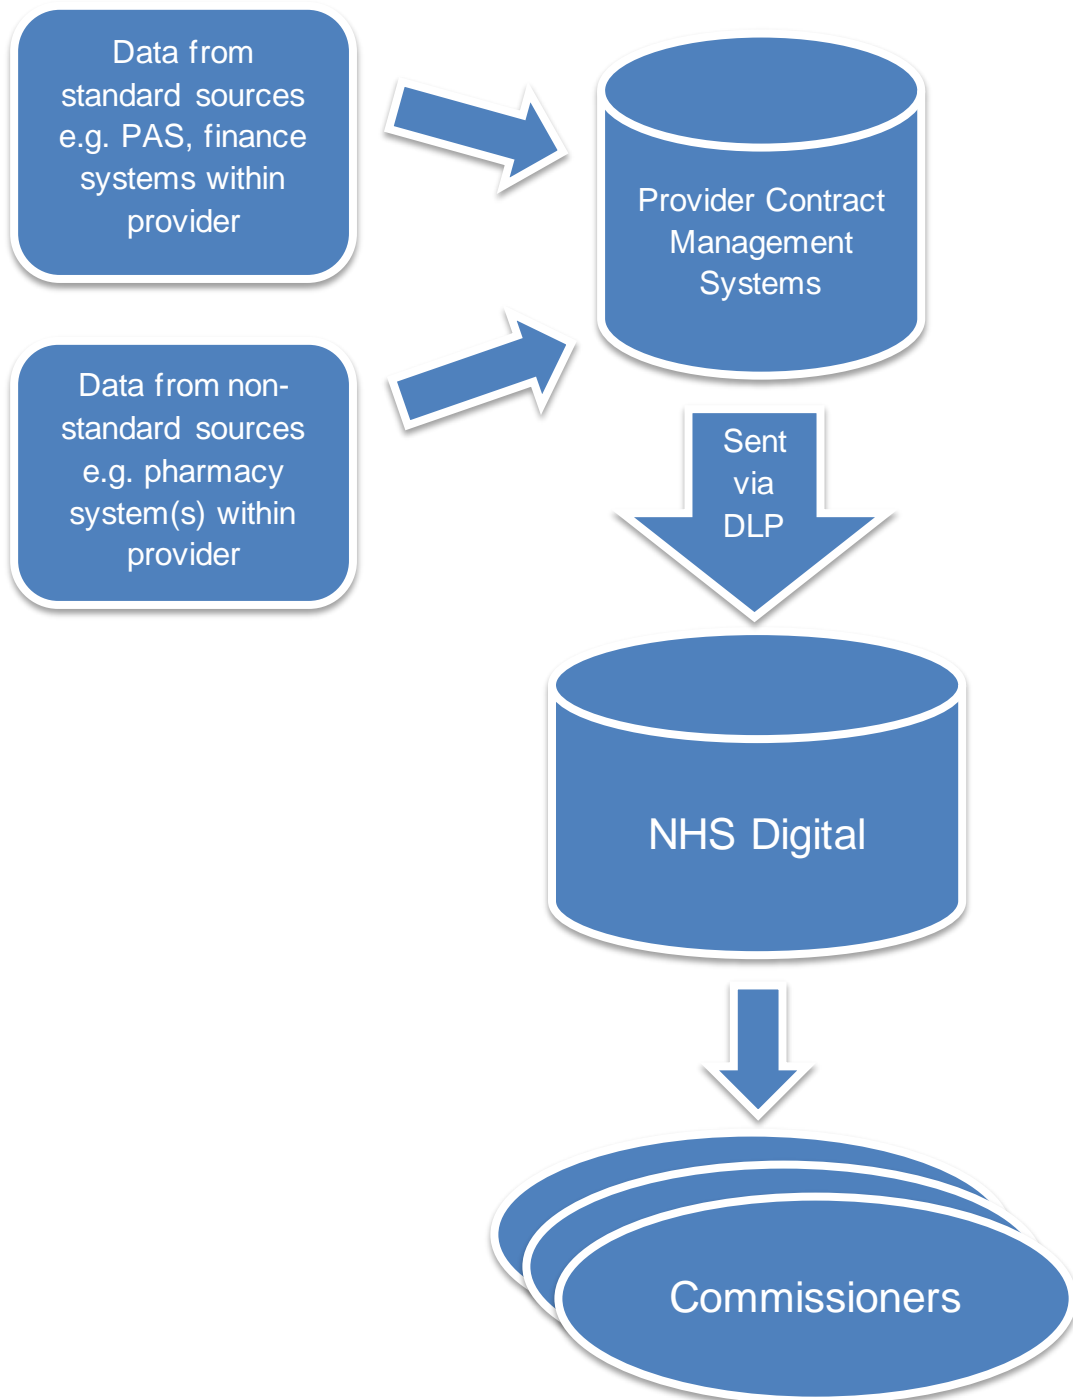 Data from
standard sources
e.g. PAS, finance
systems within
provider
Provider Contract
Management
Systems
Data from non-
standard sources
e.g. pharmacy
system(s) within
provider
Sent
via
DLP
NHS Digital
Commissioners